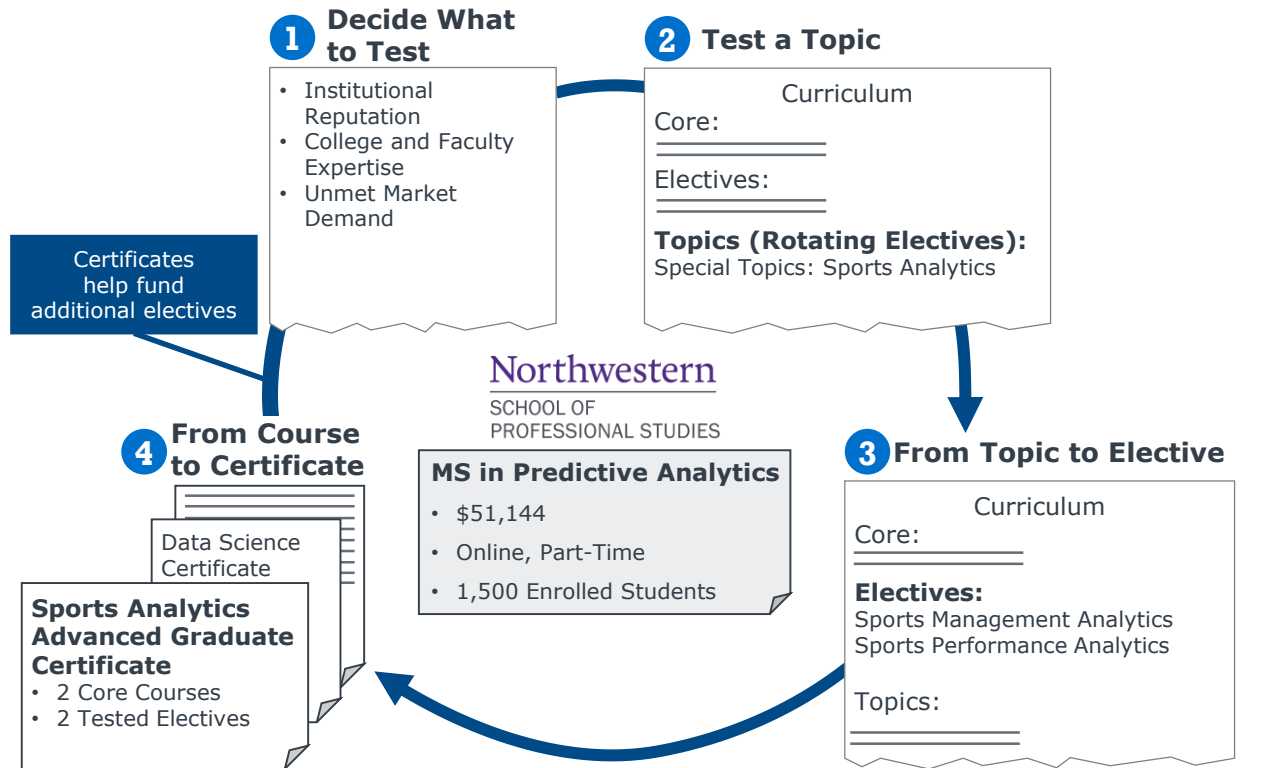 1
Decide What
to Test
• Institutional
Reputation
• College and Faculty
Expertise
• Unmet Market
Demand
2
Test a Topic
Curriculum
Core:
Electives:
Topics (Rotating Electives):
Special Topics: Sports Analytics
Certificates
help fund
additional electives
Northwestern
SCHOOL OF
PROFESSIONAL STUDIES
MS in Predictive Analytics
• $51,144
• Online, Part-Time
• 1,500 Enrolled Students
3
From Topic to Elective
Curriculum
Core:
Electives:
Sports Management Analytics
Sports Performance Analytics
Topics:
4
From Course
to Certificate
Data Science
Certificate
Sports Analytics
Advanced Graduate
Certificate
• 2 Core Courses
• 2 Tested Electives